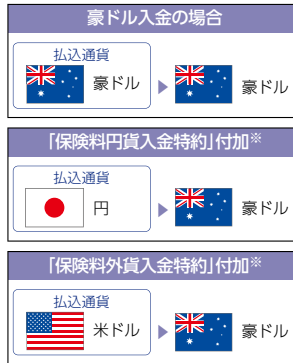 豪ドル入金の場合
払込通貨
豪ドル ▶ 豪ドル
「保険料円貨入金特約」付加※
払込通貨
円 ▶ 豪ドル
「保険料外貨入金特約」付加※
払込通貨
米ドル ▶ 豪ドル